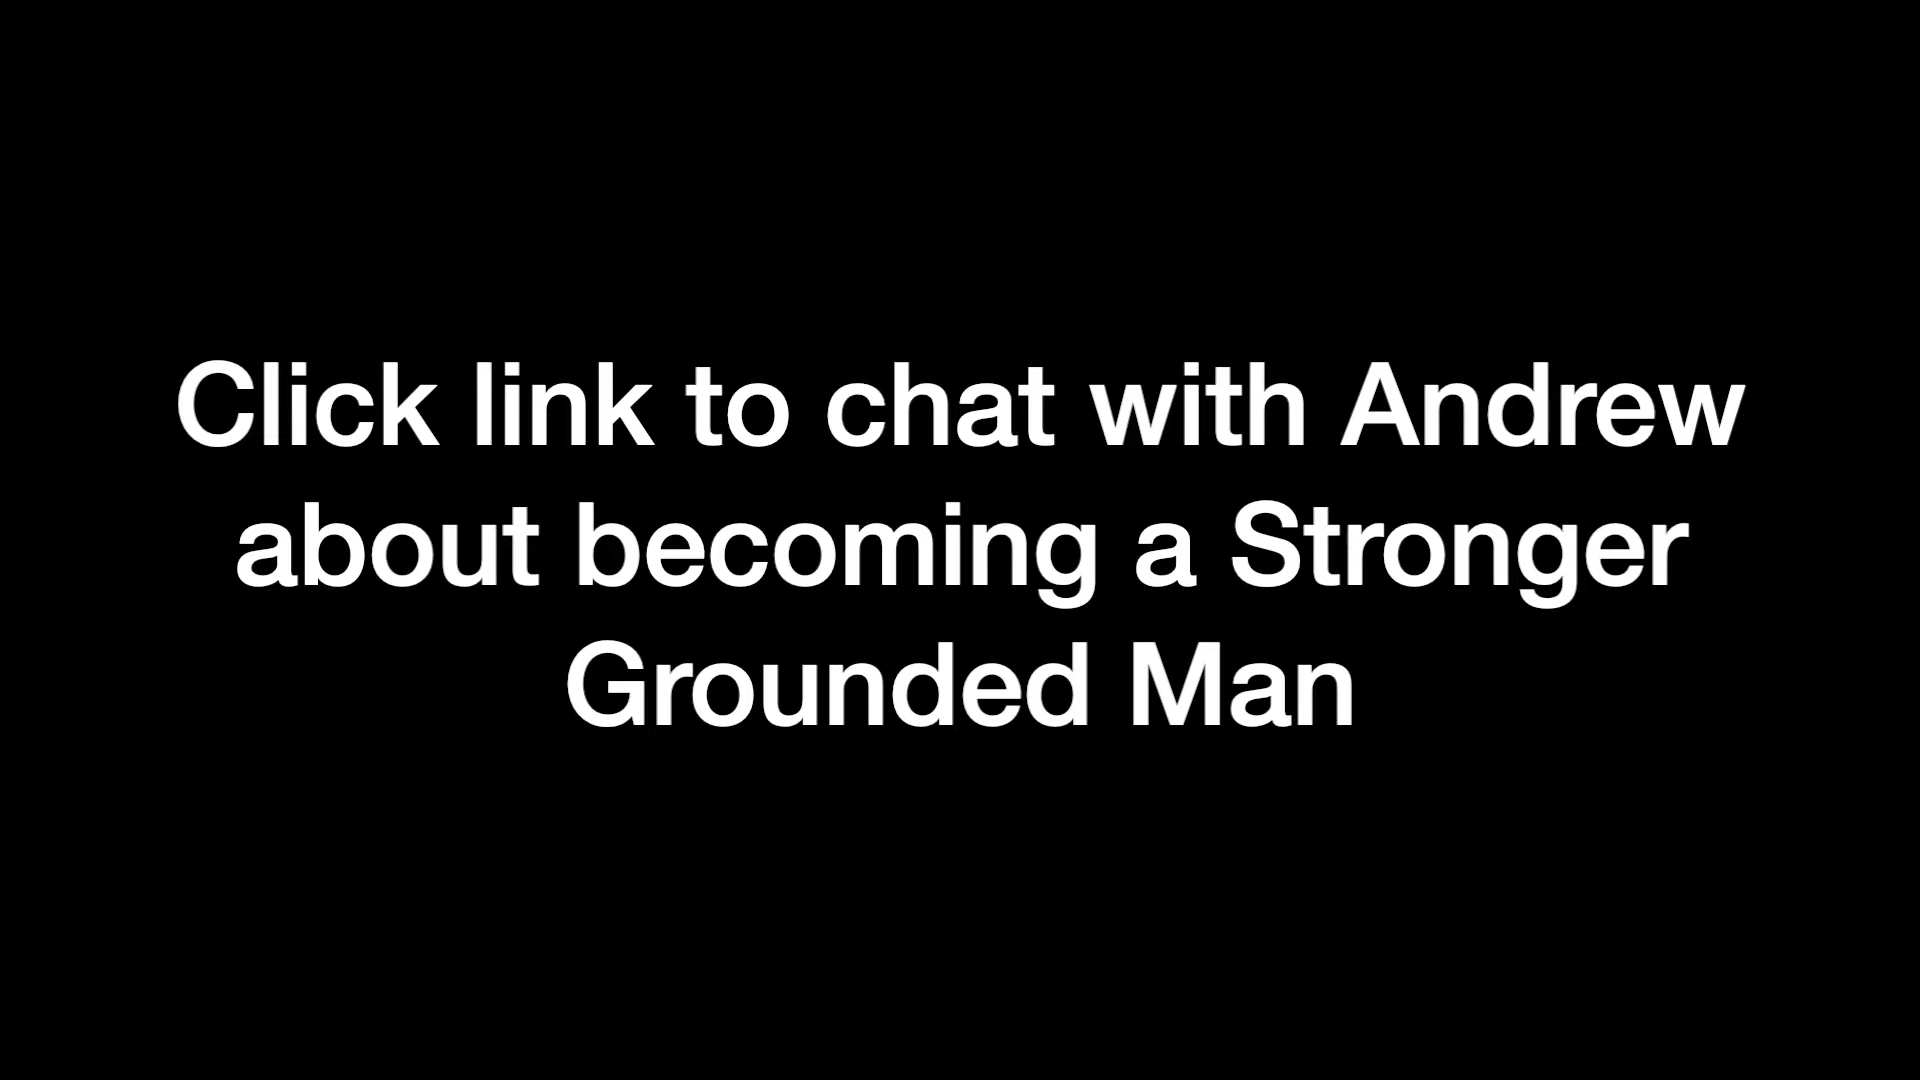 Click link to chat with Andrew
about becoming a Stronger
Grounded Man